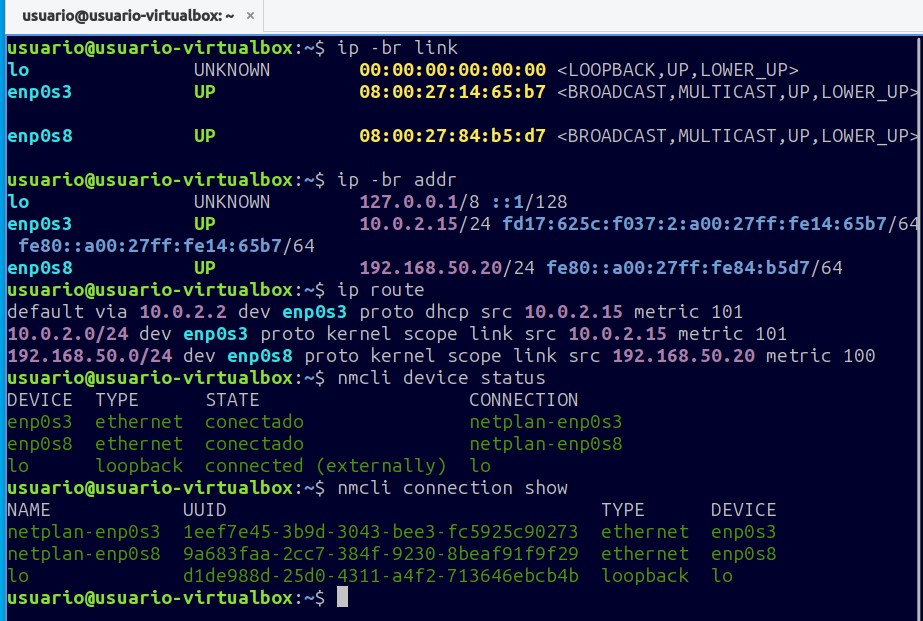 usuario@usuario-virtualbox: ~ ×
usuario@usuario-virtualbox:~$ ip -br link
lo UNKNOWN 00:00:00:00:00:00 <LOOPBACK,UP,LOWER_UP>
enp0s3 UP 08:00:27:14:65:b7 <BROADCAST,MULTICAST,UP,LOWER_UP>
enp0s8 UP 08:00:27:84:b5:d7 <BROADCAST,MULTICAST,UP,LOWER_UP>
usuario@usuario-virtualbox:~$ ip -br addr
lo UNKNOWN 127.0.0.1/8 ::1/128
enp0s3 UP 10.0.2.15/24 fd17:625c:f037:2:a00:27ff:fe14:65b7/64
fe80::a00:27ff:fe14:65b7/64
enp0s8 UP 192.168.50.20/24 fe80::a00:27ff:fe84:b5d7/64
usuario@usuario-virtualbox:~$ ip route
default via 10.0.2.2 dev enp0s3 proto dhcp src 10.0.2.15 metric 101
10.0.2.0/24 dev enp0s3 proto kernel scope link src 10.0.2.15 metric 101
192.168.50.0/24 dev enp0s8 proto kernel scope link src 192.168.50.20 metric 100
usuario@usuario-virtualbox:~$ nmcli device status
DEVICE TYPE STATE CONNECTION
enp0s3 ethernet conectado netplan-enp0s3
enp0s8 ethernet conectado netplan-enp0s8
lo loopback connected (externally) lo
usuario@usuario-virtualbox:~$ nmcli connection show
NAME UUID TYPE DEVICE
netplan-enp0s3 1eef7e45-3b9d-3043-bee3-fc5925c90273 ethernet enp0s3
netplan-enp0s8 9a683faa-2cc7-384f-9230-8beaf91f9f29 ethernet enp0s8
lo d1de988d-25d0-4311-a4f2-713646ebcb4b loopback lo
usuario@usuario-virtualbox:~$